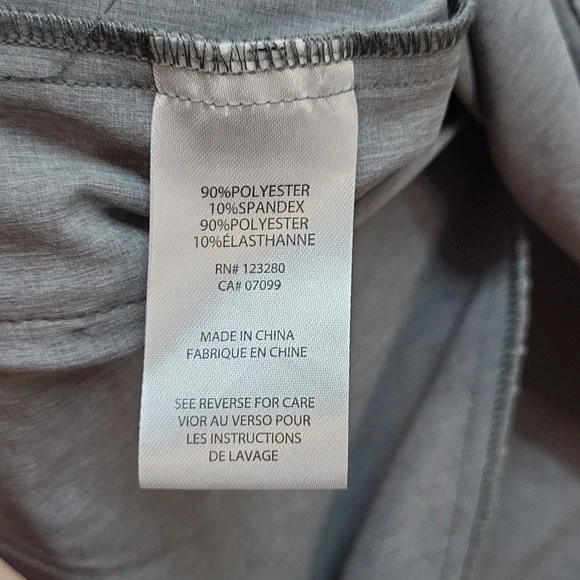 90%POLYESTER
10%SPANDEX
90%POLYESTER
10%ÉLASTHANNE
RN# 123280
CA# 07099
MADE IN CHINA
FABRIQUE EN CHINE
SEE REVERSE FOR CARE
VIOR AU VERSO POUR
LES INSTRUCTIONS
DE LAVAGE